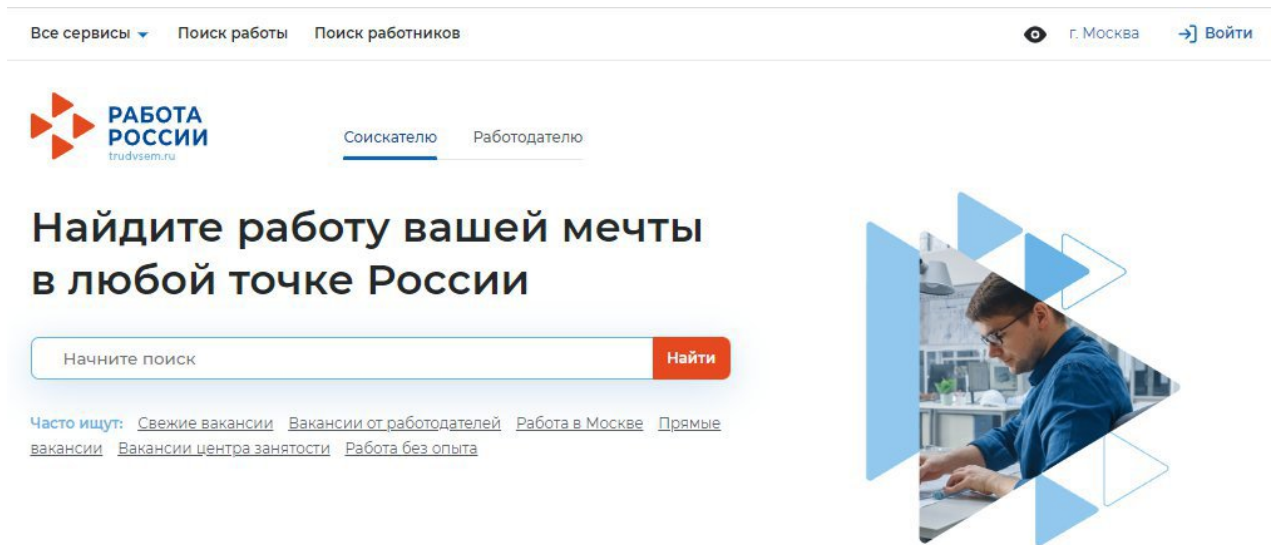 Все сервисы Поиск работы Поиск работников г. Москва Войти
РАБОТА
РОССИИ
trudvsem.ru
Соискателю Работодателю
Найдите работу вашей мечты
в любой точке России
Начните поиск Найти
Часто ищут: Свежие вакансии Вакансии от работодателей Работа в Москве Прямые
вакансии Вакансии центра занятости Работа без опыта